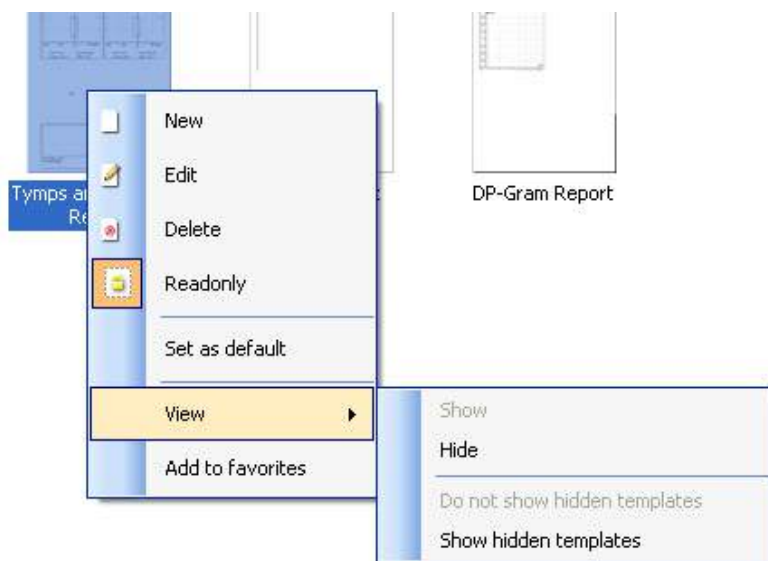 New
Edit
Tymps a
DP-Gram Report
Re
Delete
Readonly
Set as default
View
Show
Hide
Add to favorites
Do not show hidden templates
Show hidden templates